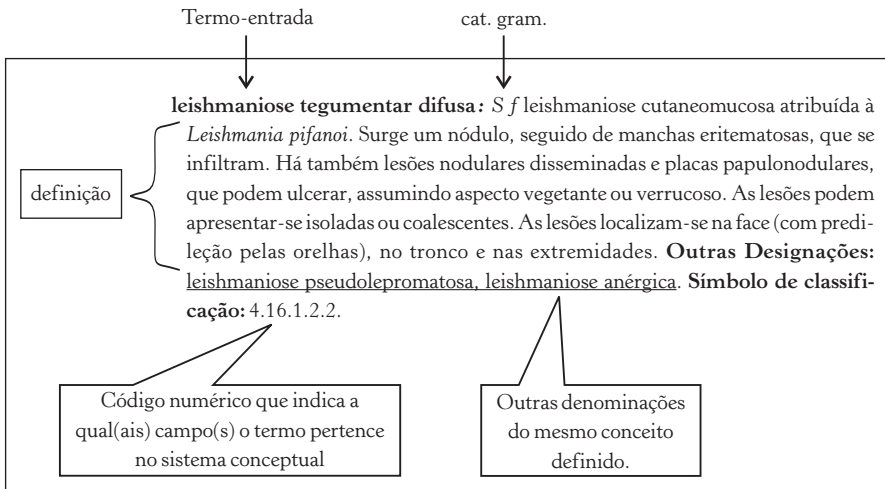 Termo-entrada
cat. gram.
leishmaniose tegumentar difusa: S f leishmaniose cutaneomucosa atribuída à
Leishmania pifanoi. Surge um nódulo, seguido de manchas eritematosas, que se
infiltram. Há também lesões nodulares disseminadas e placas papulonodulares,
que podem ulcerar, assumindo aspecto vegetante ou verrucoso. As lesões podem
apresentar-se isoladas ou coalescentes. As lesões localizam-se na face (com predi-
leção pelas orelhas), no tronco e nas extremidades. Outras Designações:
leishmaniose pseudolepromatosa, leishmaniose anérgica. Símbolo de classifi-
cação: 4.16.1.2.2.
definição
Código numérico que indica a
qual(ais) campo(s) o termo pertence
no sistema conceptual
Outras denominações
do mesmo conceito
definido.